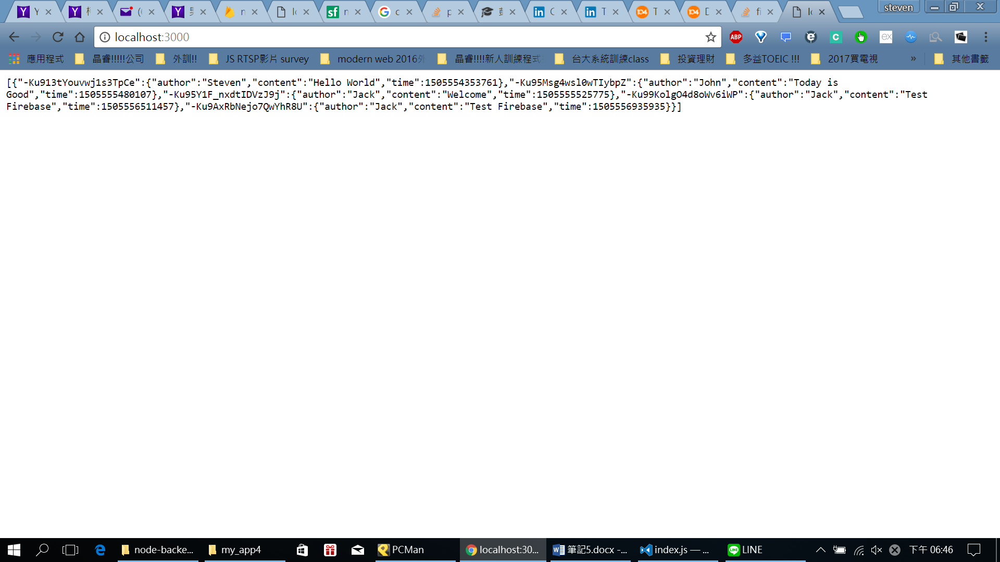 steven
localhost:3000
應用程式
晶睿!!!!!公司
外訓!!
JS RTSP影片 survey
modern web 2016外
晶睿!!!!新人訓練程式
台大系統訓練class
投資理財
多益TOEIC !!!
2017買電視
»
其他書籤
[{"-Ku913tYouvwj1s3TpCe":{"author":"Steven","content":"Hello World","time":1505554353761},"-Ku95Msg4wsl0wTIybpZ":{"author":"John","content":"Today is
Good","time":1505555480107},"-Ku95Y1F_nxdtIDVzJ9j":{"author":"Jack","content":"Welcome","time":1505555525775},"-Ku99KolgO4d8oWv6iWP":{"author":"Jack","content":"Test
Firebase","time":1505556511457},"-Ku9AxRbNejo7QwYhR8U":{"author":"Jack","content":"Test Firebase","time":1505556935935}}]
node-backe...
my_app4
PCMan
localhost:30...
筆記5.docx -...
index.js — ...
LINE
下午 06:46